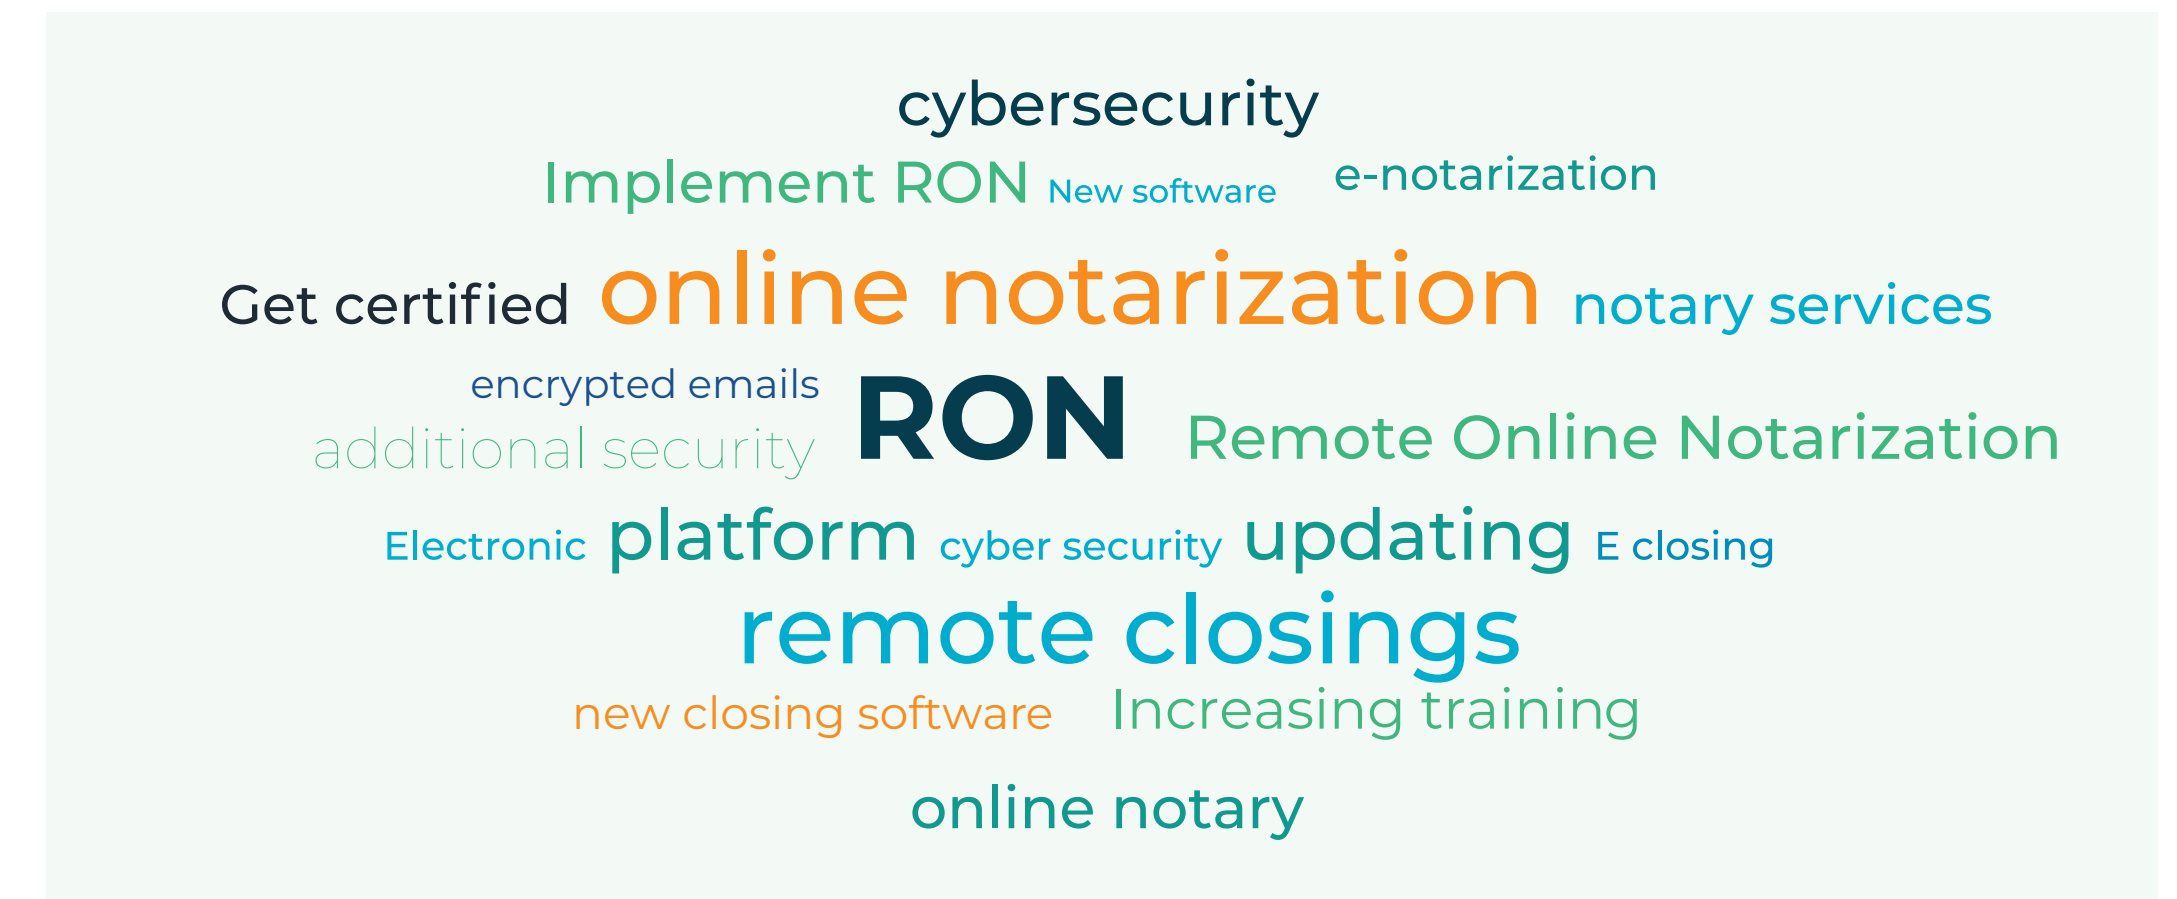 cybersecurity
Implement RON New software e-notarization
Get certified online notarization notary services
encrypted emails
additional security RON Remote Online Notarization
Electronic platform cyber security updating E closing
remote closings
new closing software Increasing training
online notary